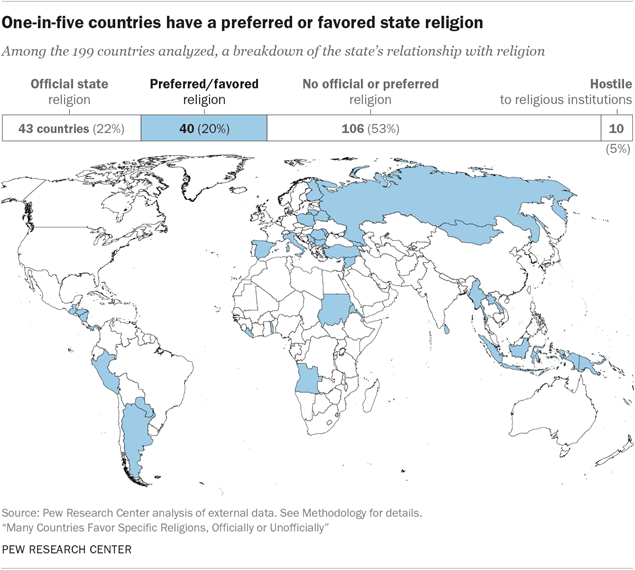 One-in-five countries have a preferred or favored state religion
Among the 199 countries analyzed, a breakdown of the state's relationship with religion
Official state religion
Preferred/favored religion
No official or preferred religion
Hostile to religious institutions
43 countries (22%)
40 (20%)
106 (53%)
10 (5%)
Source: Pew Research Center analysis of external data. See Methodology for details.
“Many Countries Favor Specific Religions, Officially or Unofficially”
PEW RESEARCH CENTER